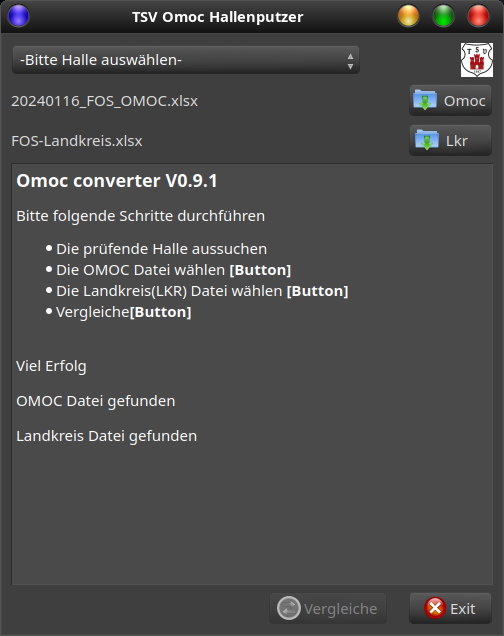 TSV Omoc Hallenputzer
-Bitte Halle auswählen-
TSV
20240116_FOS_OMOC.xlsx
Omoc
FOS-Landkreis.xlsx
Lkr
Omoc converter V0.9.1
Bitte folgende Schritte durchführen
Die prüfende Halle aussuchen
Die OMOC Datei wählen [Button]
Die Landkreis(LKR) Datei wählen [Button]
Vergleiche[Button]
Viel Erfolg
OMOC Datei gefunden
Landkreis Datei gefunden
Vergleiche
Exit